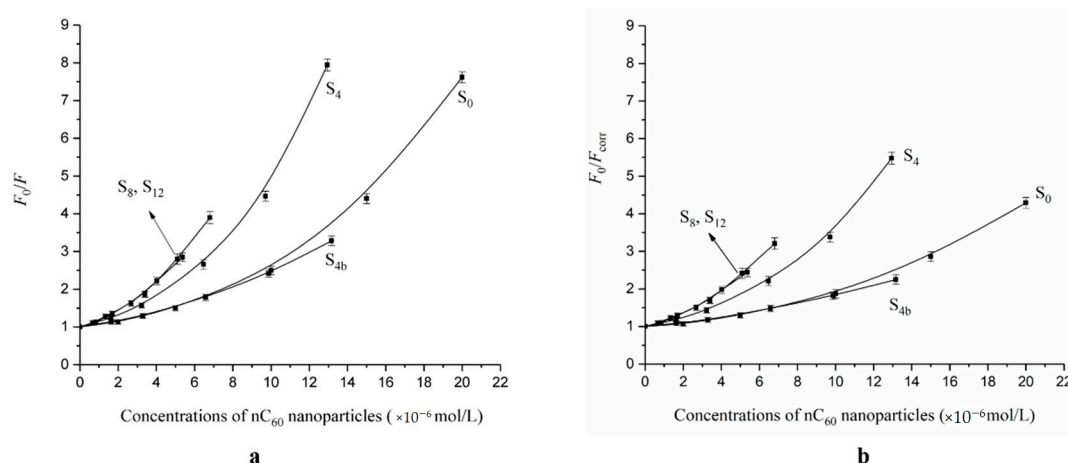 9
8
7
6
5
4
3
2
1
0
F₀/F
S₄
S₀
S₈, S₁₂
S₄b
0 2 4 6 8 10 12 14 16 18 20 22
Concentrations of nC₆₀ nanoparticles (×10⁻⁶ mol/L)
a
9
8
7
6
5
4
3
2
1
0
F₀/F_corr
S₄
S₀
S₈, S₁₂
S₄b
0 2 4 6 8 10 12 14 16 18 20 22
Concentrations of nC₆₀ nanoparticles (×10⁻⁶ mol/L)
b